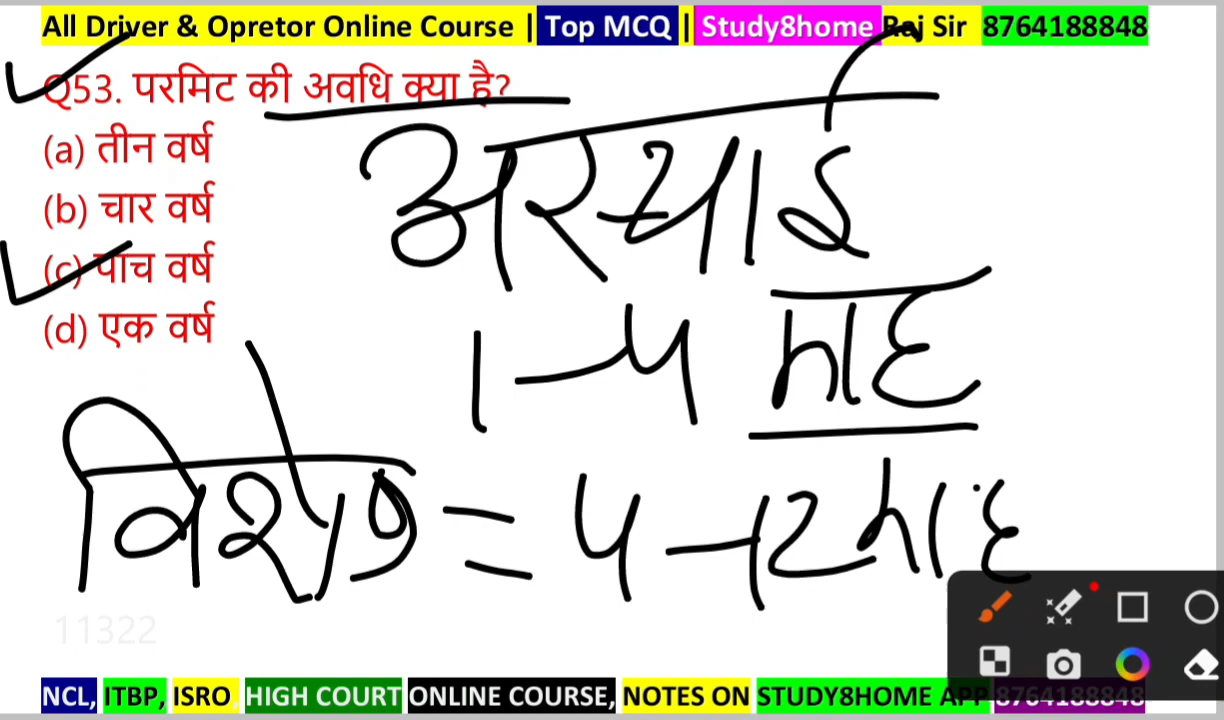 All Driver & Opretor Online Course | Top MCQ | Study8home Raj Sir 8764188848
Q53. परमिट की अवधि क्या है?
(a) तीन वर्ष
(b) चार वर्ष
(c) पांच वर्ष
(d) एक वर्ष
अस्थाई
1-4 माह
विशेष = 4-12 माह
11322
NCL, ITBP, ISRO, HIGH COURT ONLINE COURSE, NOTES ON STUDY8HOME APP 8764188848